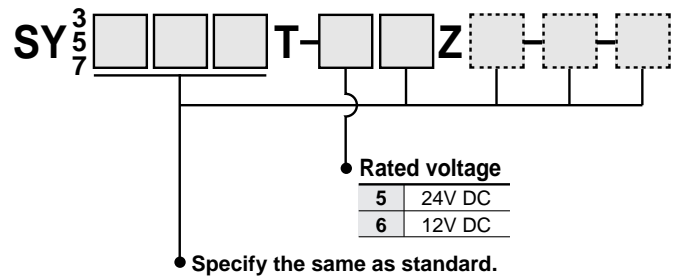 SY 3 5 7 T- Z - -
Rated voltage
5 24V DC
6 12V DC
Specify the same as standard.